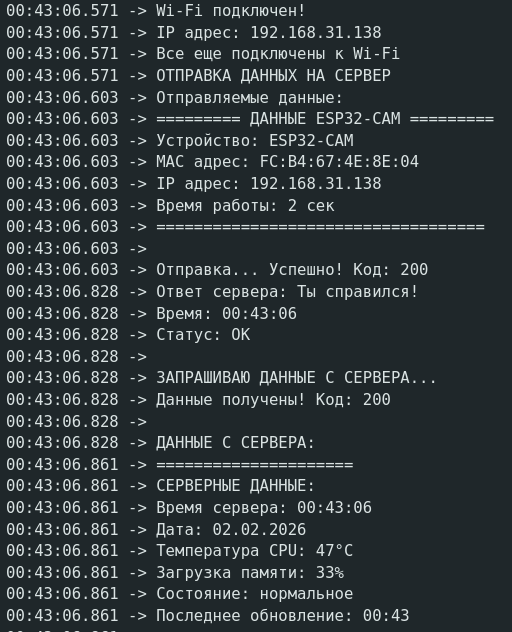 00:43:06.571 -> Wi-Fi подключен!
00:43:06.571 -> IP адрес: 192.168.31.138
00:43:06.571 -> Все еще подключены к Wi-Fi
00:43:06.571 -> ОТПРАВКА ДАННЫХ НА СЕРВЕР
00:43:06.603 -> Отправляемые данные:
00:43:06.603 -> ========= ДАННЫЕ ESP32-CAM =========
00:43:06.603 -> Устройство: ESP32-CAM
00:43:06.603 -> MAC адрес: FC:B4:67:4E:8E:04
00:43:06.603 -> IP адрес: 192.168.31.138
00:43:06.603 -> Время работы: 2 сек
00:43:06.603 -> ===================================
00:43:06.603 ->
00:43:06.603 -> Отправка... Успешно! Код: 200
00:43:06.828 -> Ответ сервера: Ты справился!
00:43:06.828 -> Время: 00:43:06
00:43:06.828 -> Статус: OK
00:43:06.828 ->
00:43:06.828 -> ЗАПРАШИВАЮ ДАННЫЕ С СЕРВЕРА...
00:43:06.828 -> Данные получены! Код: 200
00:43:06.828 ->
00:43:06.828 -> ДАННЫЕ С СЕРВЕРА:
00:43:06.861 -> =====================
00:43:06.861 -> СЕРВЕРНЫЕ ДАННЫЕ:
00:43:06.861 -> Время сервера: 00:43:06
00:43:06.861 -> Дата: 02.02.2026
00:43:06.861 -> Температура CPU: 47°C
00:43:06.861 -> Загрузка памяти: 33%
00:43:06.861 -> Состояние: нормальное
00:43:06.861 -> Последнее обновление: 00:43